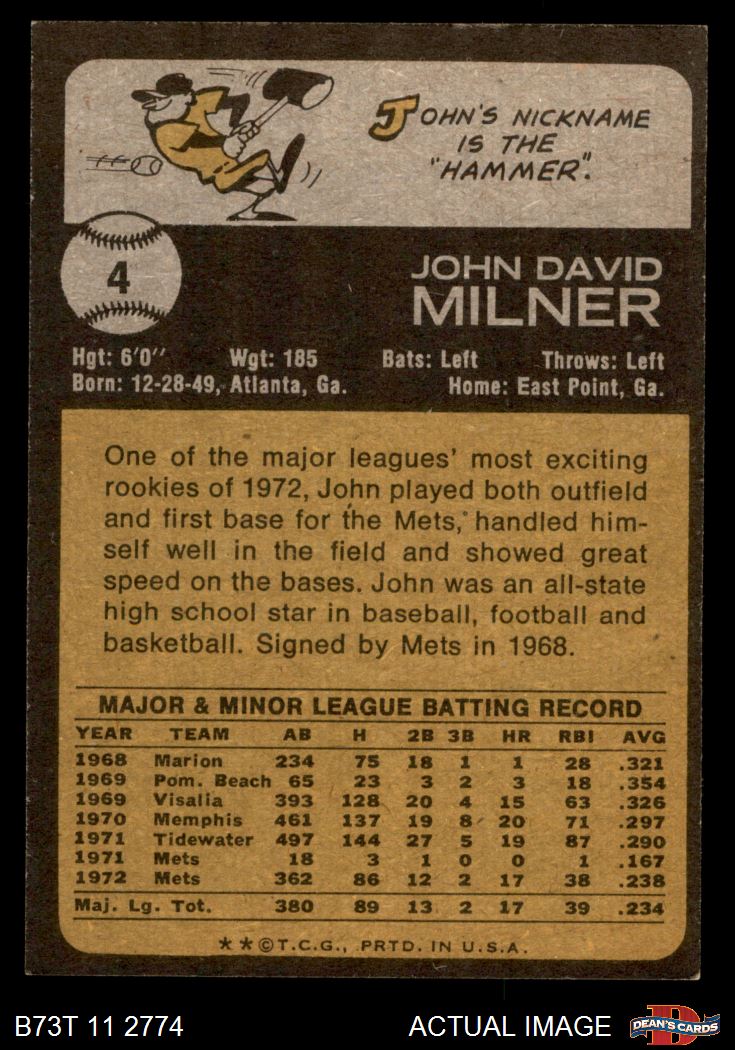 JOHN'S NICKNAME
IS THE
"HAMMER".
4
JOHN DAVID
MILNER
Hgt: 6'0" Wgt: 185 Bats: Left Throws: Left
Born: 12-28-49, Atlanta, Ga. Home: East Point, Ga.
One of the major leagues' most exciting
rookies of 1972, John played both outfield
and first base for the Mets, handled him-
self well in the field and showed great
speed on the bases. John was an all-state
high school star in baseball, football and
basketball. Signed by Mets in 1968.
MAJOR & MINOR LEAGUE BATTING RECORD
YEAR TEAM AB H 2B 3B HR RBI AVG
1968 Marion 234 75 18 1 1 28 .321
1969 Pom. Beach 65 23 3 2 3 18 .354
1969 Visalia 393 128 20 4 15 63 .326
1970 Memphis 461 137 19 8 20 71 .297
1971 Tidewater 497 144 27 5 19 87 .290
1971 Mets 18 3 1 0 0 1 .167
1972 Mets 362 86 12 2 17 38 .238
Maj. Lg. Tot. 380 89 13 2 17 39 .234
**©T.C.G., PRTD. IN U.S.A.
B73T 11 2774 ACTUAL IMAGE D DEAN'S CARDS